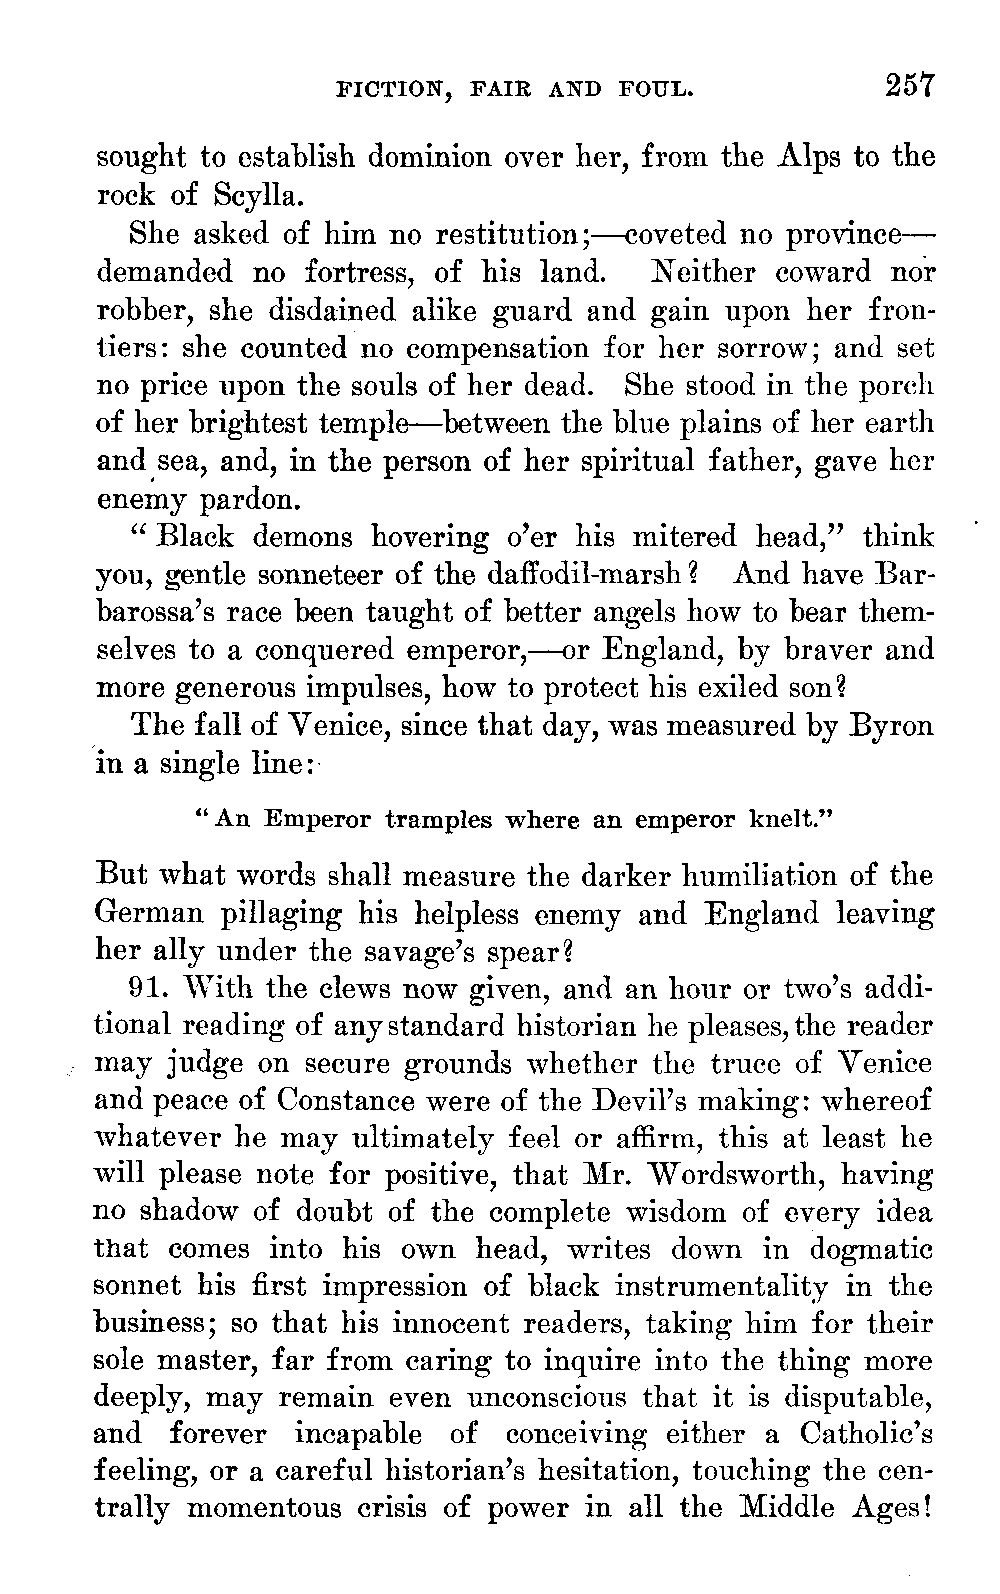 FICTION, FAIR AND FOUL. 257
sought to establish dominion over her, from the Alps to the
rock of Scylla.
She asked of him no restitution;—coveted no province—
demanded no fortress, of his land. Neither coward nor
robber, she disdained alike guard and gain upon her fron-
tiers: she counted no compensation for her sorrow; and set
no price upon the souls of her dead. She stood in the porch
of her brightest temple—between the blue plains of her earth
and sea, and, in the person of her spiritual father, gave her
enemy pardon.
“Black demons hovering o’er his mitered head,” think
you, gentle sonneteer of the daffodil-marsh? And have Bar-
barossa’s race been taught of better angels how to bear them-
selves to a conquered emperor,—or England, by braver and
more generous impulses, how to protect his exiled son?
The fall of Venice, since that day, was measured by Byron
in a single line:
“An Emperor tramples where an emperor knelt.”
But what words shall measure the darker humiliation of the
German pillaging his helpless enemy and England leaving
her ally under the savage’s spear?
91. With the clews now given, and an hour or two’s addi-
tional reading of any standard historian he pleases, the reader
may judge on secure grounds whether the truce of Venice
and peace of Constance were of the Devil’s making: whereof
whatever he may ultimately feel or affirm, this at least he
will please note for positive, that Mr. Wordsworth, having
no shadow of doubt of the complete wisdom of every idea
that comes into his own head, writes down in dogmatic
sonnet his first impression of black instrumentality in the
business; so that his innocent readers, taking him for their
sole master, far from caring to inquire into the thing more
deeply, may remain even unconscious that it is disputable,
and forever incapable of conceiving either a Catholic’s
feeling, or a careful historian’s hesitation, touching the cen-
trally momentous crisis of power in all the Middle Ages!